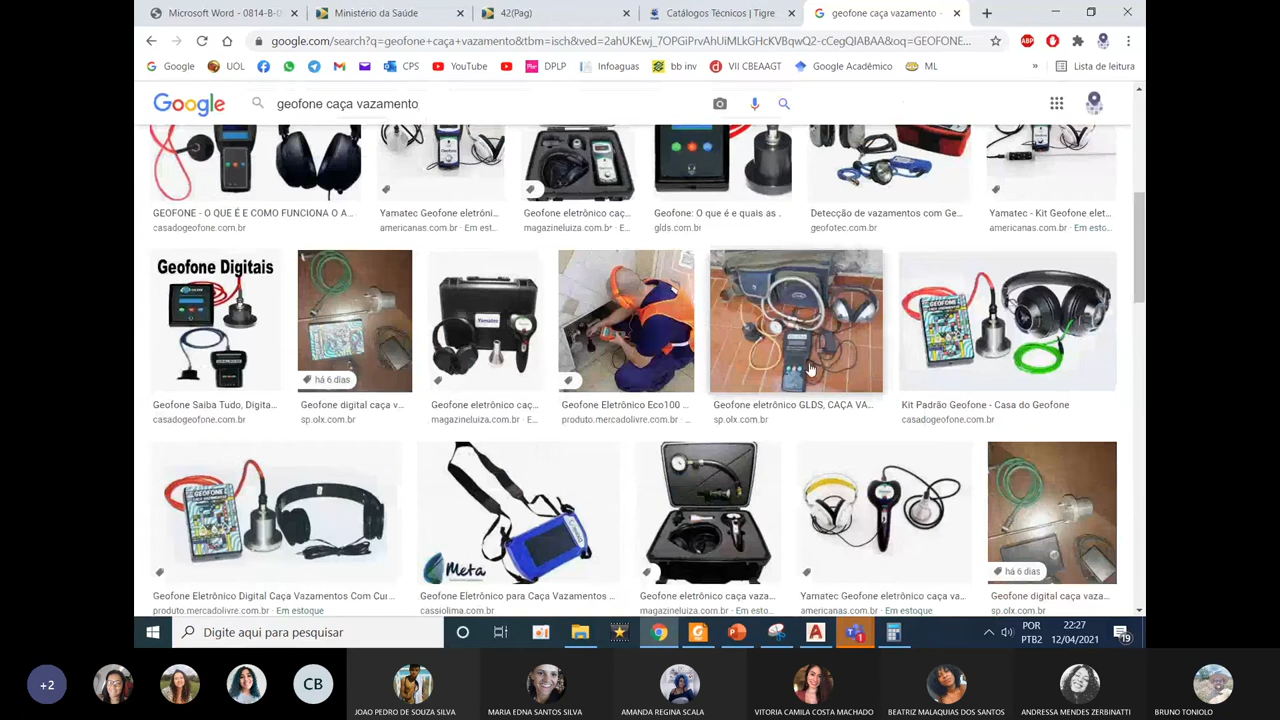 Microsoft Word - 0814-B-D
Ministério da Saúde
42(Pag)
Catálogos Técnicos | Tigre
geofone caça vazamento -
google.com/search?q=geofone+caça+vazamento&tbm=isch&ved=2ahUKEwj_7OPGiPrvAhUiMLkGHcKVBqwQ2-cCegQIABAA&oq=GEOFONE...
ABP
Google
UOL
CPS
YouTube
DPLP
Infoaguas
bb inv
VII CBEAAGT
Google Acadêmico
ML
»
Lista de leitura
Google
geofone caça vazamento
GEOFONE - O QUE É E COMO FUNCIONA O A...
casadogeofone.com.br
Yamatec Geofone eletrôni...
americanas.com.br · Em est...
Geofone eletrônico caç...
magazineluiza.com.br · E...
Geofone: O que é e quais as ...
glds.com.br
Detecção de vazamentos com Ge...
geofotec.com.br
Yamatec - Kit Geofone elet...
americanas.com.br · Em esto...
Geofone Digitais
há 6 dias
Geofone Saiba Tudo, Digita...
casadogeofone.com.br
Geofone digital caça v...
sp.olx.com.br
Geofone eletrônico caç...
magazineluiza.com.br · E...
Geofone Eletrônico Eco100 ...
produto.mercadolivre.com.br · ...
Geofone eletrônico GLDS, CAÇA VA...
sp.olx.com.br
Kit Padrão Geofone - Casa do Geofone
casadogeofone.com.br
GEOFONE
Meta
há 6 dias
Geofone Eletrônico Digital Caça Vazamentos Com Cur...
produto.mercadolivre.com.br · Em estoque
Geofone Eletrônico para Caça Vazamentos ...
cassiolima.com.br
Geofone eletrônico caça vaza...
magazineluiza.com.br · Em esto...
Yamatec Geofone eletrônico caça va...
americanas.com.br · Em estoque
Geofone digital caça vaza...
sp.olx.com.br
Digite aqui para pesquisar
POR
PTB2
22:27
12/04/2021
19
+2
CB
JOAO PEDRO DE SOUZA SILVA
MARIA EDNA SANTOS SILVA
AMANDA REGINA SCALA
VITORIA CAMILA COSTA MACHADO
BEATRIZ MALAQUIAS DOS SANTOS
ANDRESSA MENDES ZERBINATTI
BRUNO TONIOLO